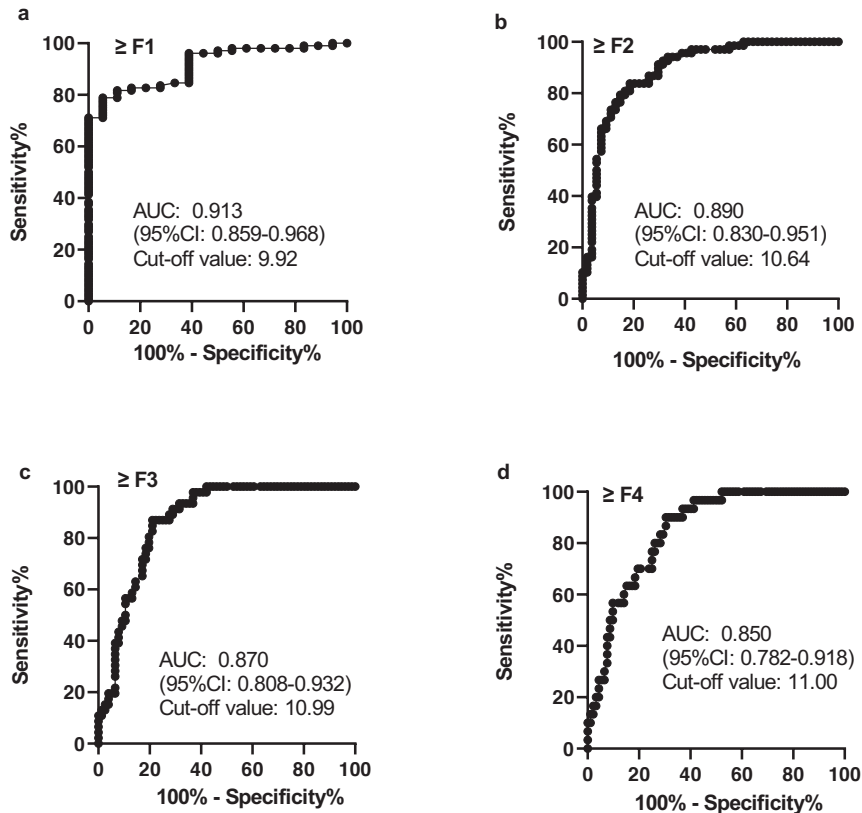 a
≥ F1
100
80
60
40
20
0
Sensitivity%
AUC: 0.913
(95%CI: 0.859-0.968)
Cut-off value: 9.92
0 20 40 60 80 100
100% - Specificity%
b
≥ F2
100
80
60
40
20
0
Sensitivity%
AUC: 0.890
(95%CI: 0.830-0.951)
Cut-off value: 10.64
0 20 40 60 80 100
100% - Specificity%
c
≥ F3
100
80
60
40
20
0
Sensitivity%
AUC: 0.870
(95%CI: 0.808-0.932)
Cut-off value: 10.99
0 20 40 60 80 100
100% - Specificity%
d
≥ F4
100
80
60
40
20
0
Sensitivity%
AUC: 0.850
(95%CI: 0.782-0.918)
Cut-off value: 11.00
0 20 40 60 80 100
100% - Specificity%